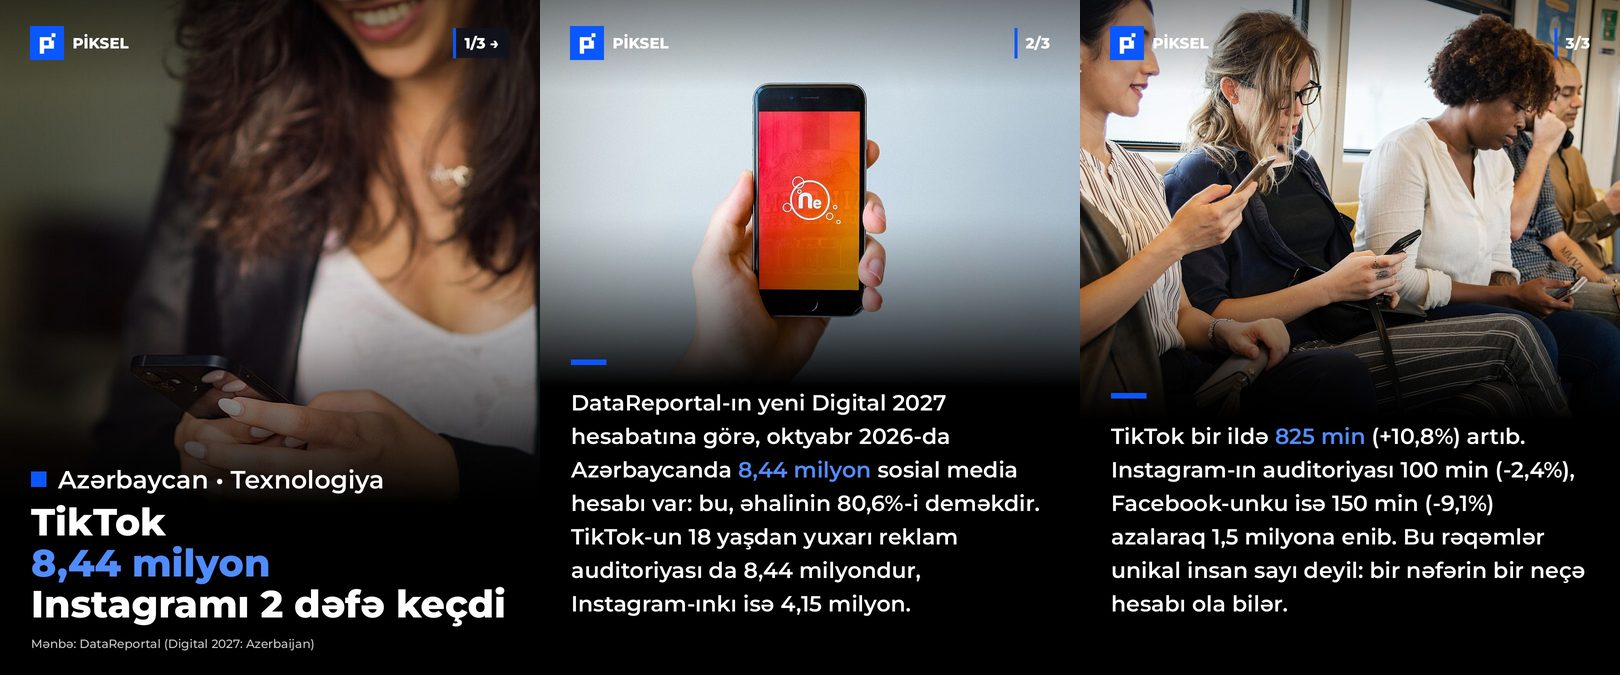 PİKSEL
1/3 →
Azərbaycan • Texnologiya
TikTok
8,44 milyon
Instagramı 2 dəfə keçdi
Mənbə: DataReportal (Digital 2027: Azerbaijan)
PİKSEL
2/3
ne
DataReportal-ın yeni Digital 2027
hesabatına görə, oktyabr 2026-da
Azərbaycanda 8,44 milyon sosial media
hesabı var: bu, əhalinin 80,6%-i deməkdir.
TikTok-un 18 yaşdan yuxarı reklam
auditoriyası da 8,44 milyondur,
Instagram-ınkı isə 4,15 milyon.
PİKSEL
3/3
TikTok bir ildə 825 min (+10,8%) artıb.
Instagram-ın auditoriyası 100 min (-2,4%),
Facebook-unku isə 150 min (-9,1%)
azalaraq 1,5 milyona enib. Bu rəqəmlər
unikal insan sayı deyil: bir nəfərin bir neçə
hesabı ola bilər.